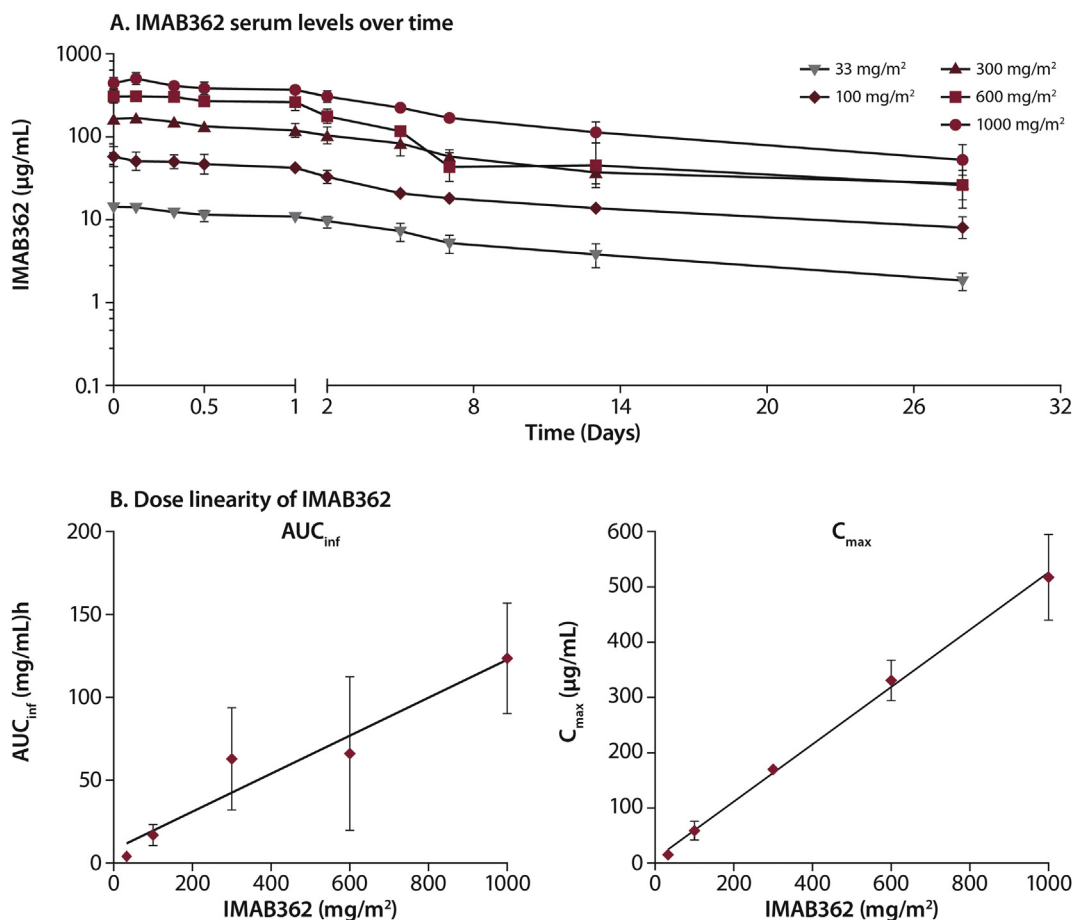 A. IMAB362 serum levels over time
1000
100
10
1
0.1
IMAB362 (µg/mL)
33 mg/m²
300 mg/m²
100 mg/m²
600 mg/m²
1000 mg/m²
0 0.5 1 2 8 14 20 26 32
Time (Days)
B. Dose linearity of IMAB362
AUCinf
200
150
100
50
0
AUCinf (mg/mL)h
0 200 400 600 800 1000
IMAB362 (mg/m²)
Cmax
600
500
400
300
200
100
0
Cmax (µg/mL)
0 200 400 600 800 1000
IMAB362 (mg/m²)